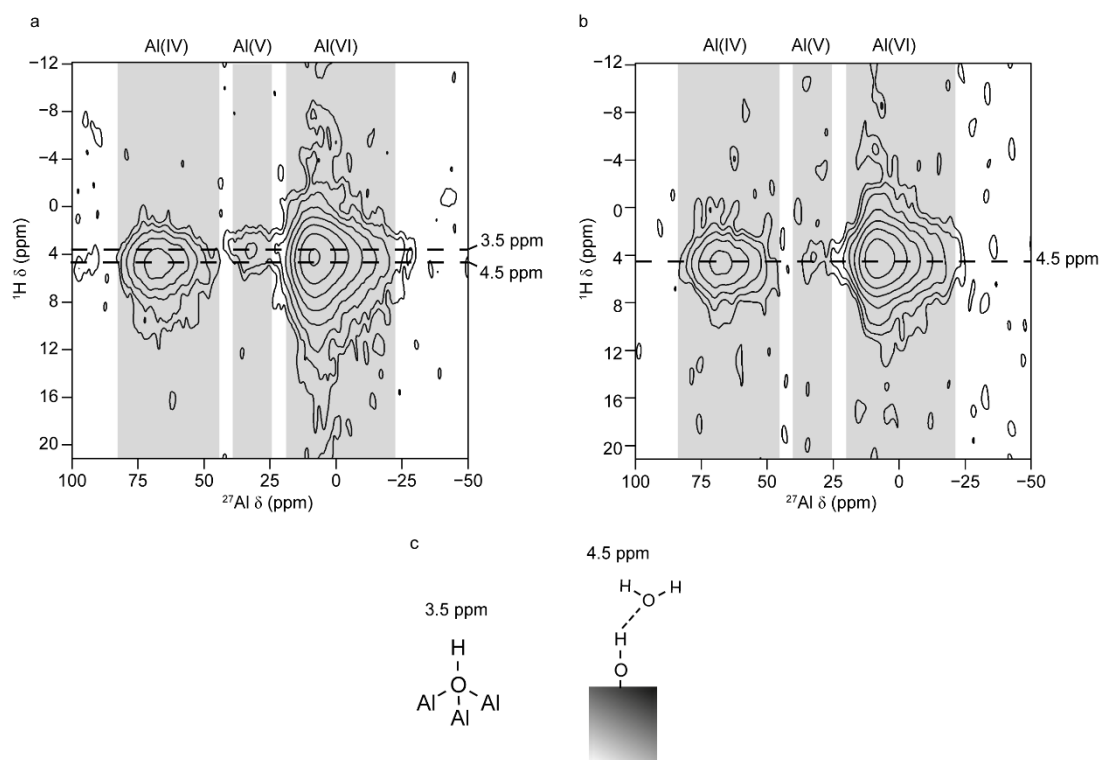 a
Al(IV) Al(V) Al(VI)
−12
−8
−4
0
4
8
12
16
20
¹H δ (ppm)
3.5 ppm
4.5 ppm
100 75 50 25 0 −25 −50
²⁷Al δ (ppm)
b
Al(IV) Al(V) Al(VI)
−12
−8
−4
0
4
8
12
16
20
¹H δ (ppm)
4.5 ppm
100 75 50 25 0 −25 −50
²⁷Al δ (ppm)
c
3.5 ppm
H
O
Al Al Al
4.5 ppm
H H
O
H
O